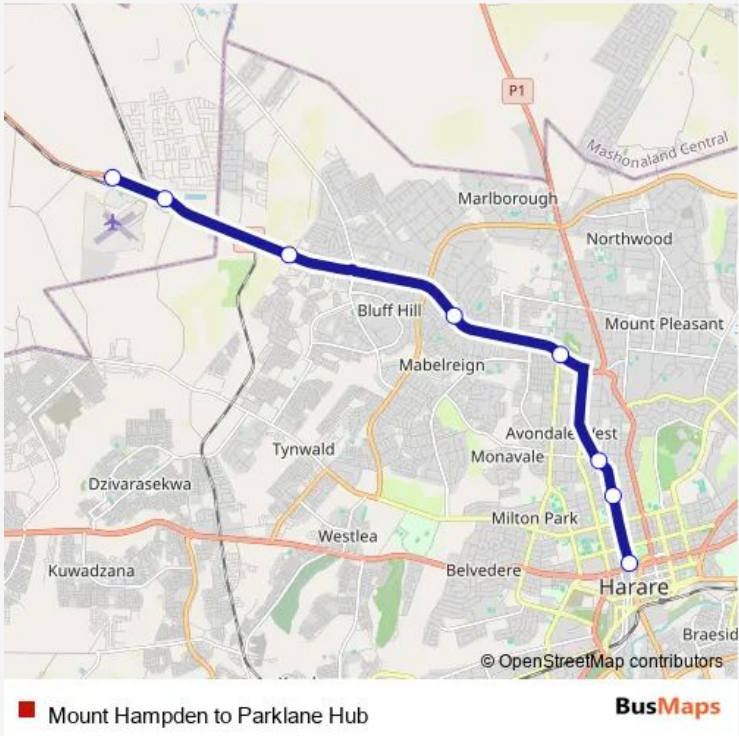 P1
Mashonaland Central
Marlborough
Northwood
Bluff Hill
Mount Pleasant
Mabelreign
Avondale West
Tynwald
Monavale
Dzivarasekwa
Milton Park
Westlea
Kuwadzana
Belvedere
Harare
Braesid
© OpenStreetMap contributors
Mount Hampden to Parklane Hub
BusMaps